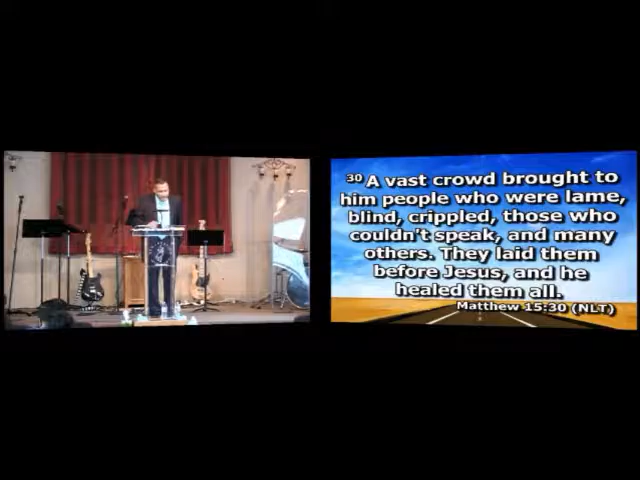 30 A vast crowd brought to
him people who were lame,
blind, crippled, those who
couldn't speak, and many
others. They laid them
before Jesus, and he
healed them all.
Matthew 15:30 (NLT)